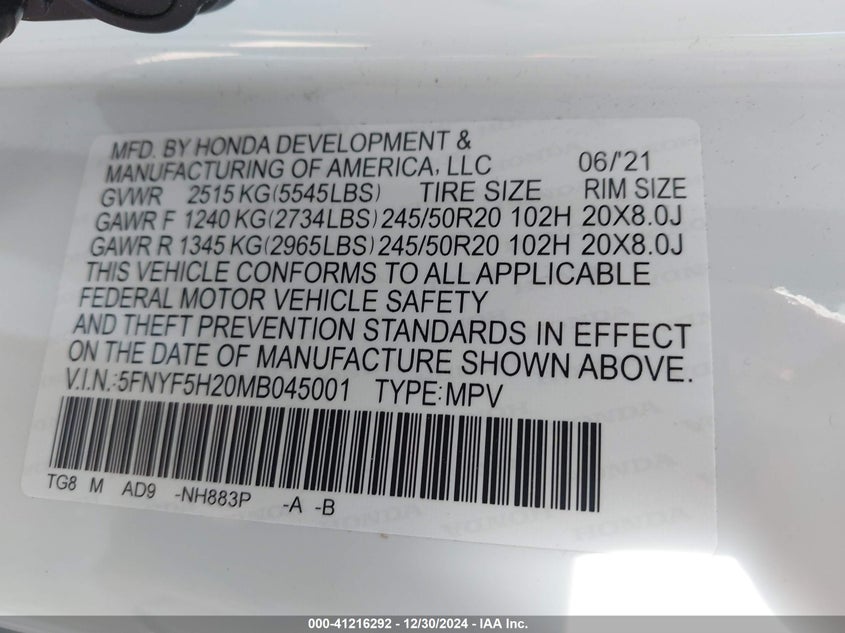 MFD. BY HONDA DEVELOPMENT &
MANUFACTURING OF AMERICA, LLC 06/'21
GVWR 2515 KG(5545LBS) TIRE SIZE RIM SIZE
GAWR F 1240 KG(2734LBS) 245/50R20 102H 20X8.0J
GAWR R 1345 KG(2965LBS) 245/50R20 102H 20X8.0J
THIS VEHICLE CONFORMS TO ALL APPLICABLE
FEDERAL MOTOR VEHICLE SAFETY
AND THEFT PREVENTION STANDARDS IN EFFECT
ON THE DATE OF MANUFACTURE SHOWN ABOVE.
V.I.N.:5FNYF5H20MB045001 TYPE:MPV
TG8 M AD9 -NH883P -A -B
HONDA
000-41216292 - 12/30/2024 - IAA Inc.